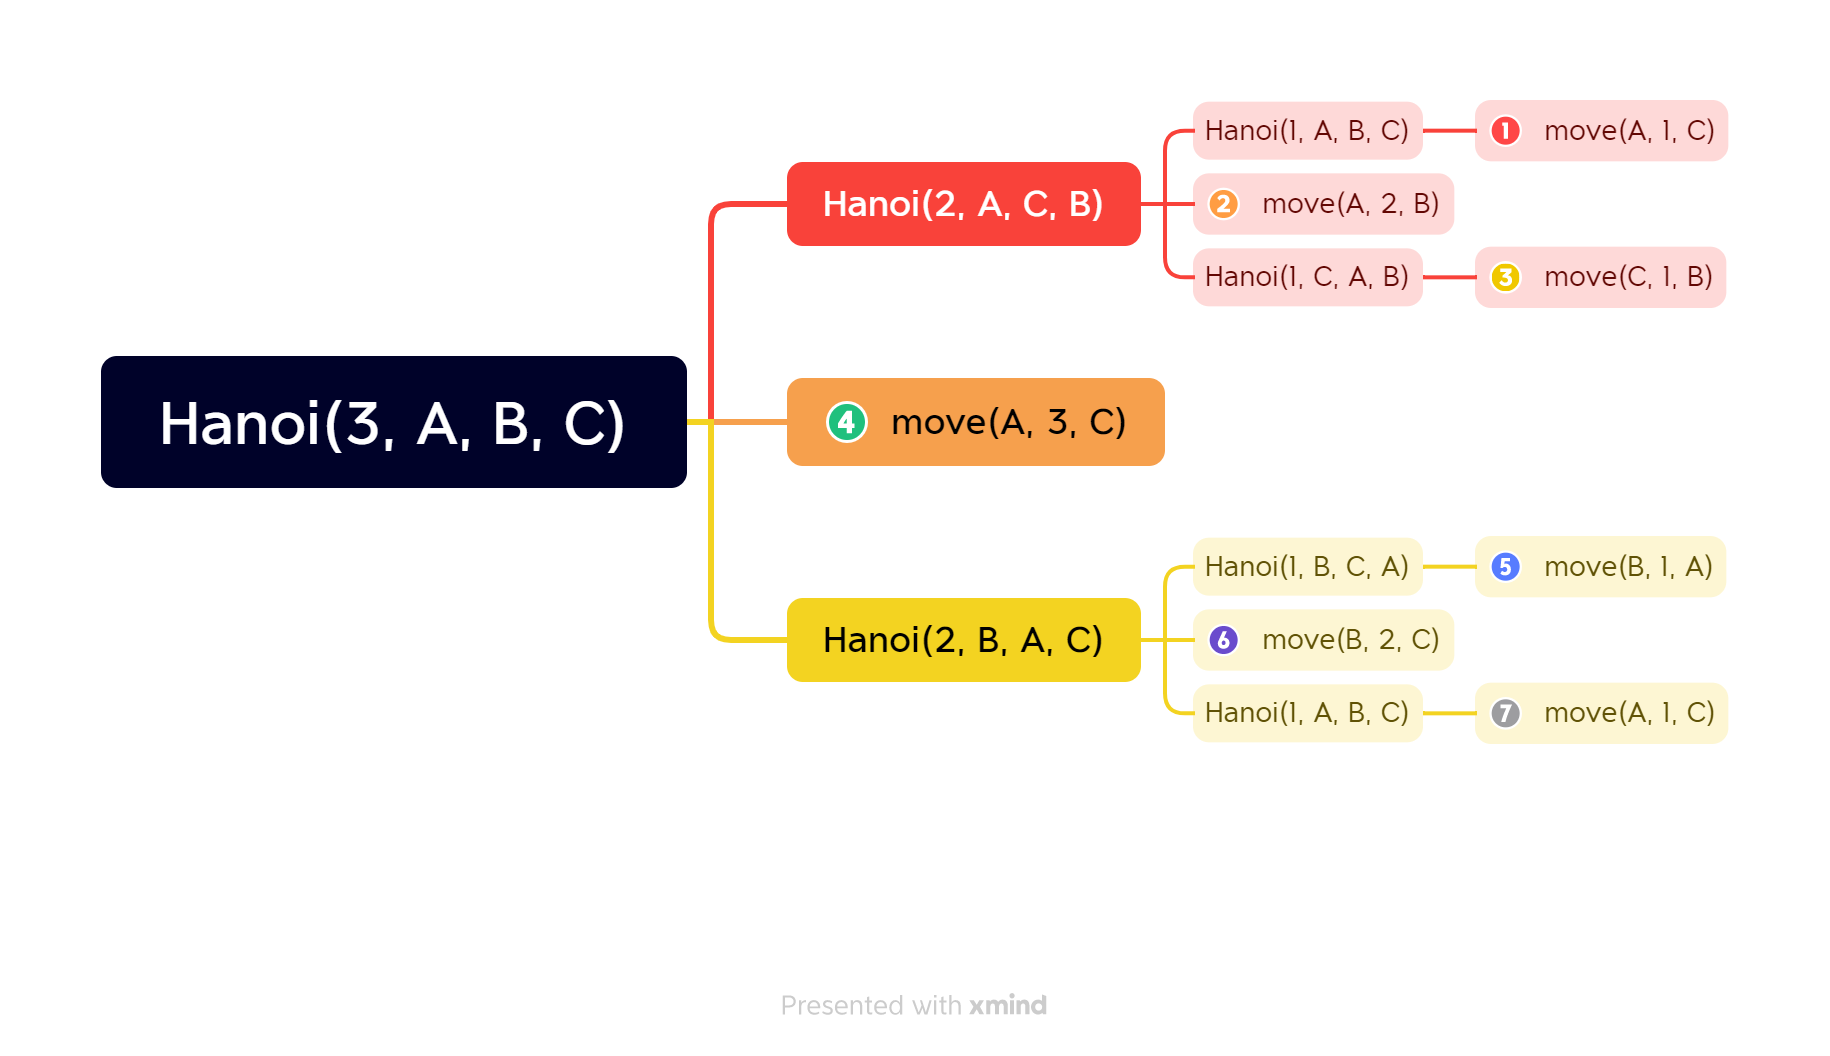 Hanoi(3, A, B, C)
Hanoi(2, A, C, B)
Hanoi(1, A, B, C)
1 move(A, 1, C)
2 move(A, 2, B)
Hanoi(1, C, A, B)
3 move(C, 1, B)
4 move(A, 3, C)
Hanoi(2, B, A, C)
Hanoi(1, B, C, A)
5 move(B, 1, A)
6 move(B, 2, C)
Hanoi(1, A, B, C)
7 move(A, 1, C)
Presented with xmind